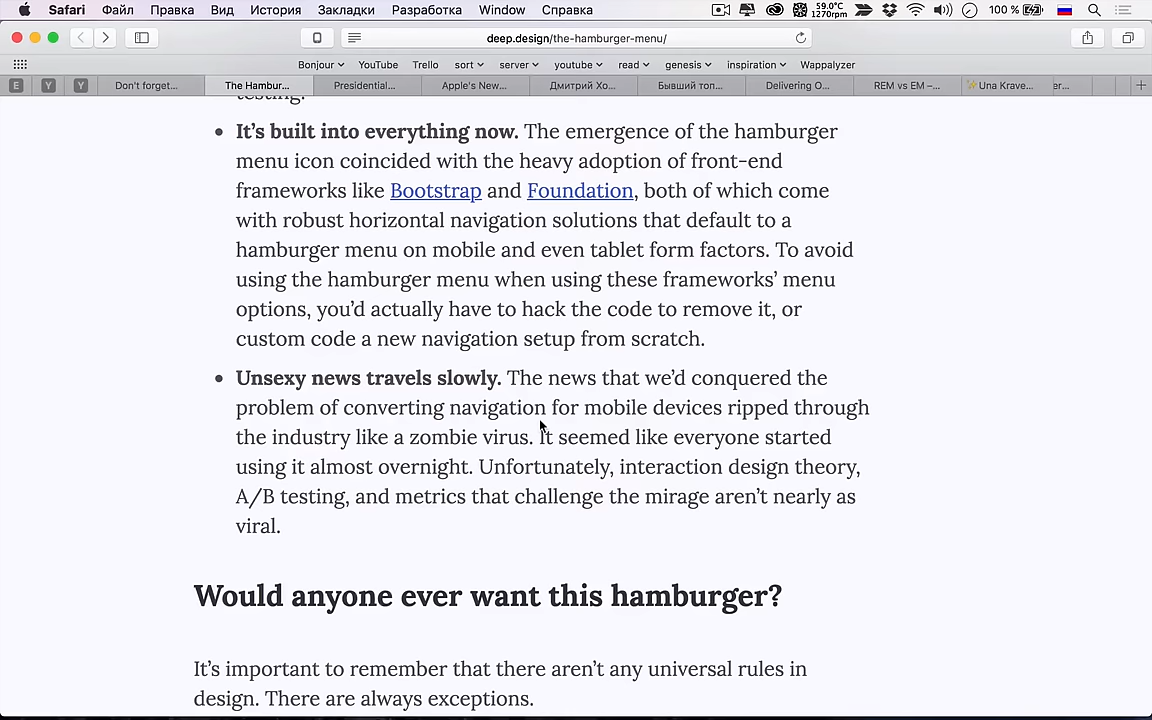 Safari Файл Правка Вид История Закладки Разработка Window Справка 59.0°C 1270rpm 100 %
deep.design/the-hamburger-menu/
Bonjour YouTube Trello sort server youtube read genesis inspiration Wappalyzer
E Y Y Don't forget... The Hambur... Presidential... Apple's New... Дмитрий Хо... Бывший топ... Delivering O... REM vs EM –... Una Krave... er...
testing.
• It's built into everything now. The emergence of the hamburger
menu icon coincided with the heavy adoption of front-end
frameworks like Bootstrap and Foundation, both of which come
with robust horizontal navigation solutions that default to a
hamburger menu on mobile and even tablet form factors. To avoid
using the hamburger menu when using these frameworks' menu
options, you'd actually have to hack the code to remove it, or
custom code a new navigation setup from scratch.
• Unsexy news travels slowly. The news that we'd conquered the
problem of converting navigation for mobile devices ripped through
the industry like a zombie virus. It seemed like everyone started
using it almost overnight. Unfortunately, interaction design theory,
A/B testing, and metrics that challenge the mirage aren't nearly as
viral.
Would anyone ever want this hamburger?
It's important to remember that there aren't any universal rules in
design. There are always exceptions.